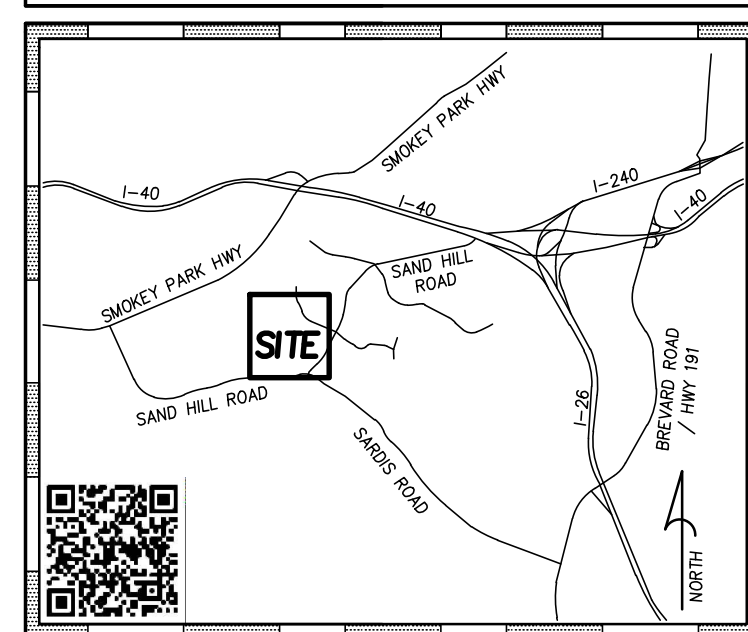 SMOKEY PARK HWY
I-40
I-40
I-240
I-40
SMOKEY PARK HWY
SAND HILL
ROAD
SITE
SAND HILL ROAD
SARDIS ROAD
I-26
BREVARD ROAD
/ HWY 191
NORTH